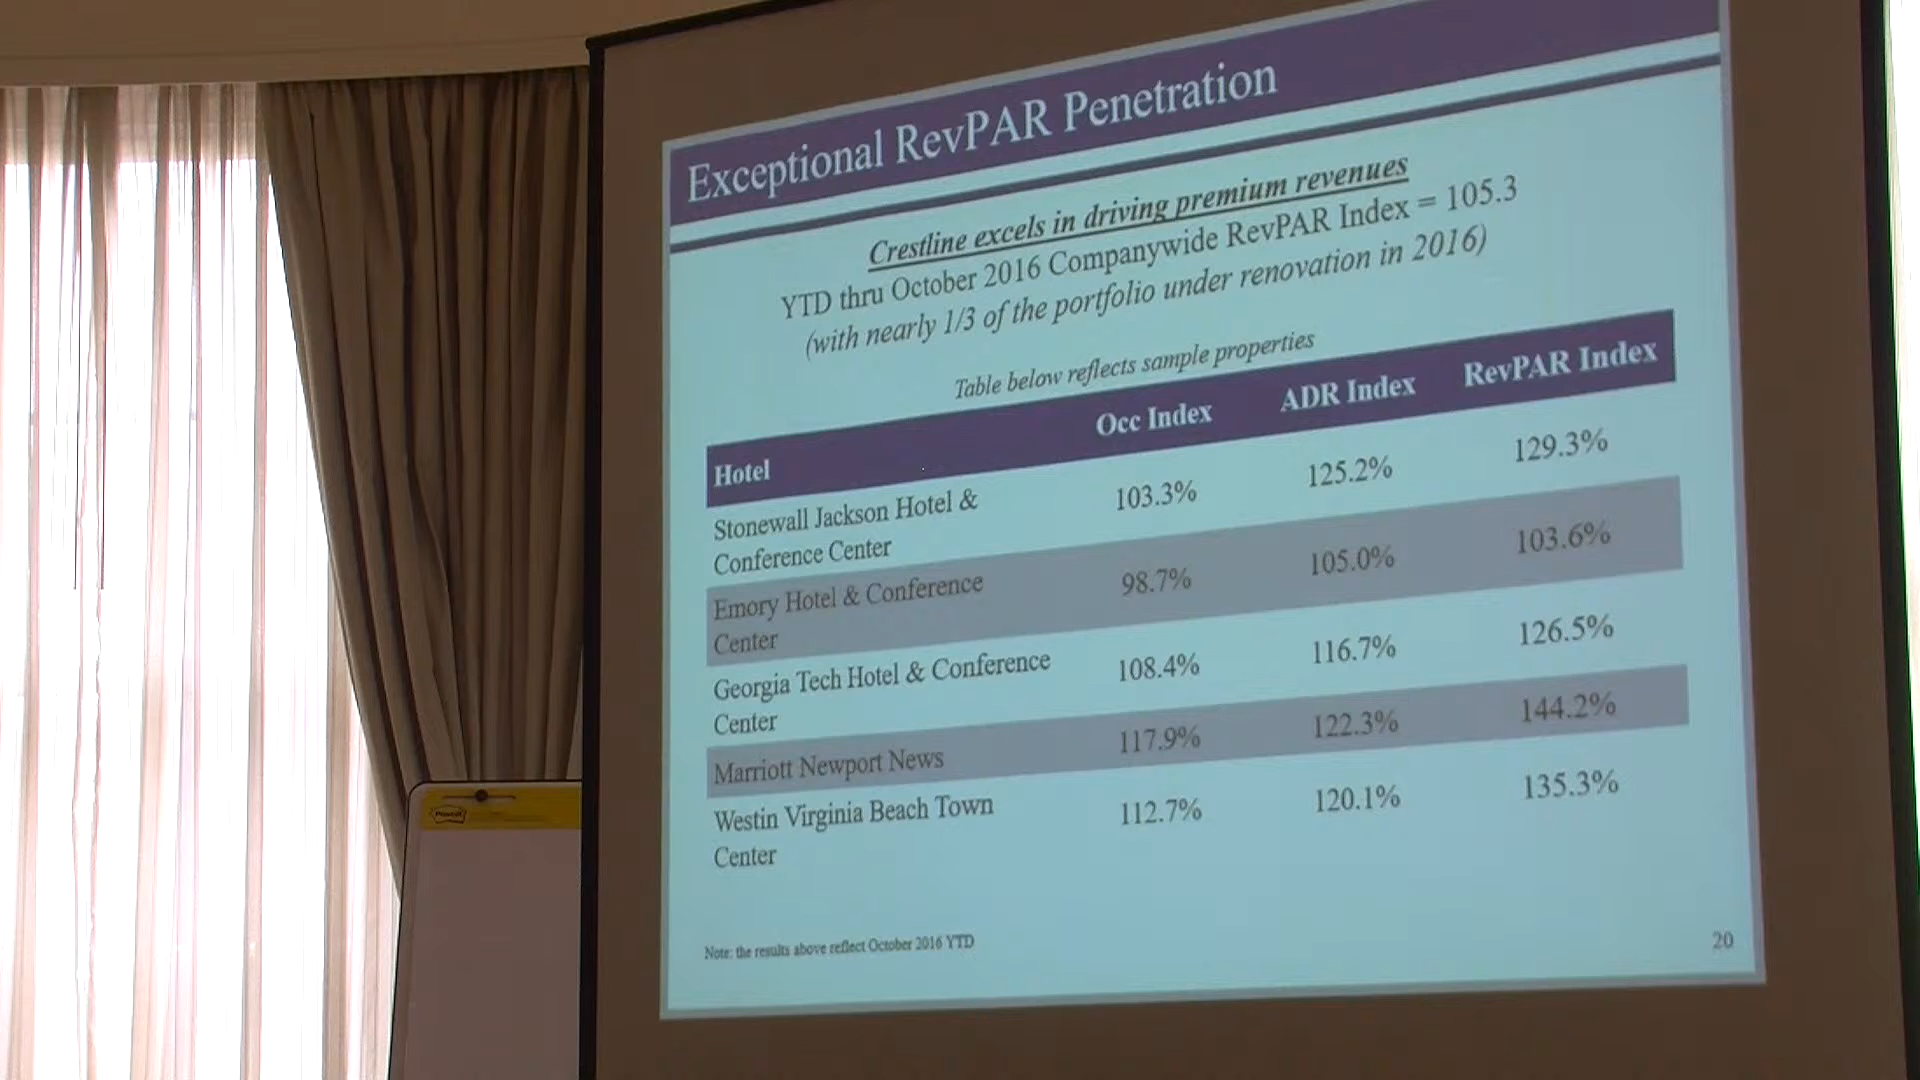 Exceptional RevPAR Penetration
Crestline excels in driving premium revenues
YTD thru October 2016 Companywide RevPAR Index = 105.3
(with nearly 1/3 of the portfolio under renovation in 2016)
Table below reflects sample properties
Hotel Occ Index ADR Index RevPAR Index
Stonewall Jackson Hotel & 103.3% 125.2% 129.3%
Conference Center
Emory Hotel & Conference 98.7% 105.0% 103.6%
Center
Georgia Tech Hotel & Conference 108.4% 116.7% 126.5%
Center
Marriott Newport News 117.9% 122.3% 144.2%
Westin Virginia Beach Town 112.7% 120.1% 135.3%
Center
Note: the results above reflect October 2016 YTD
20